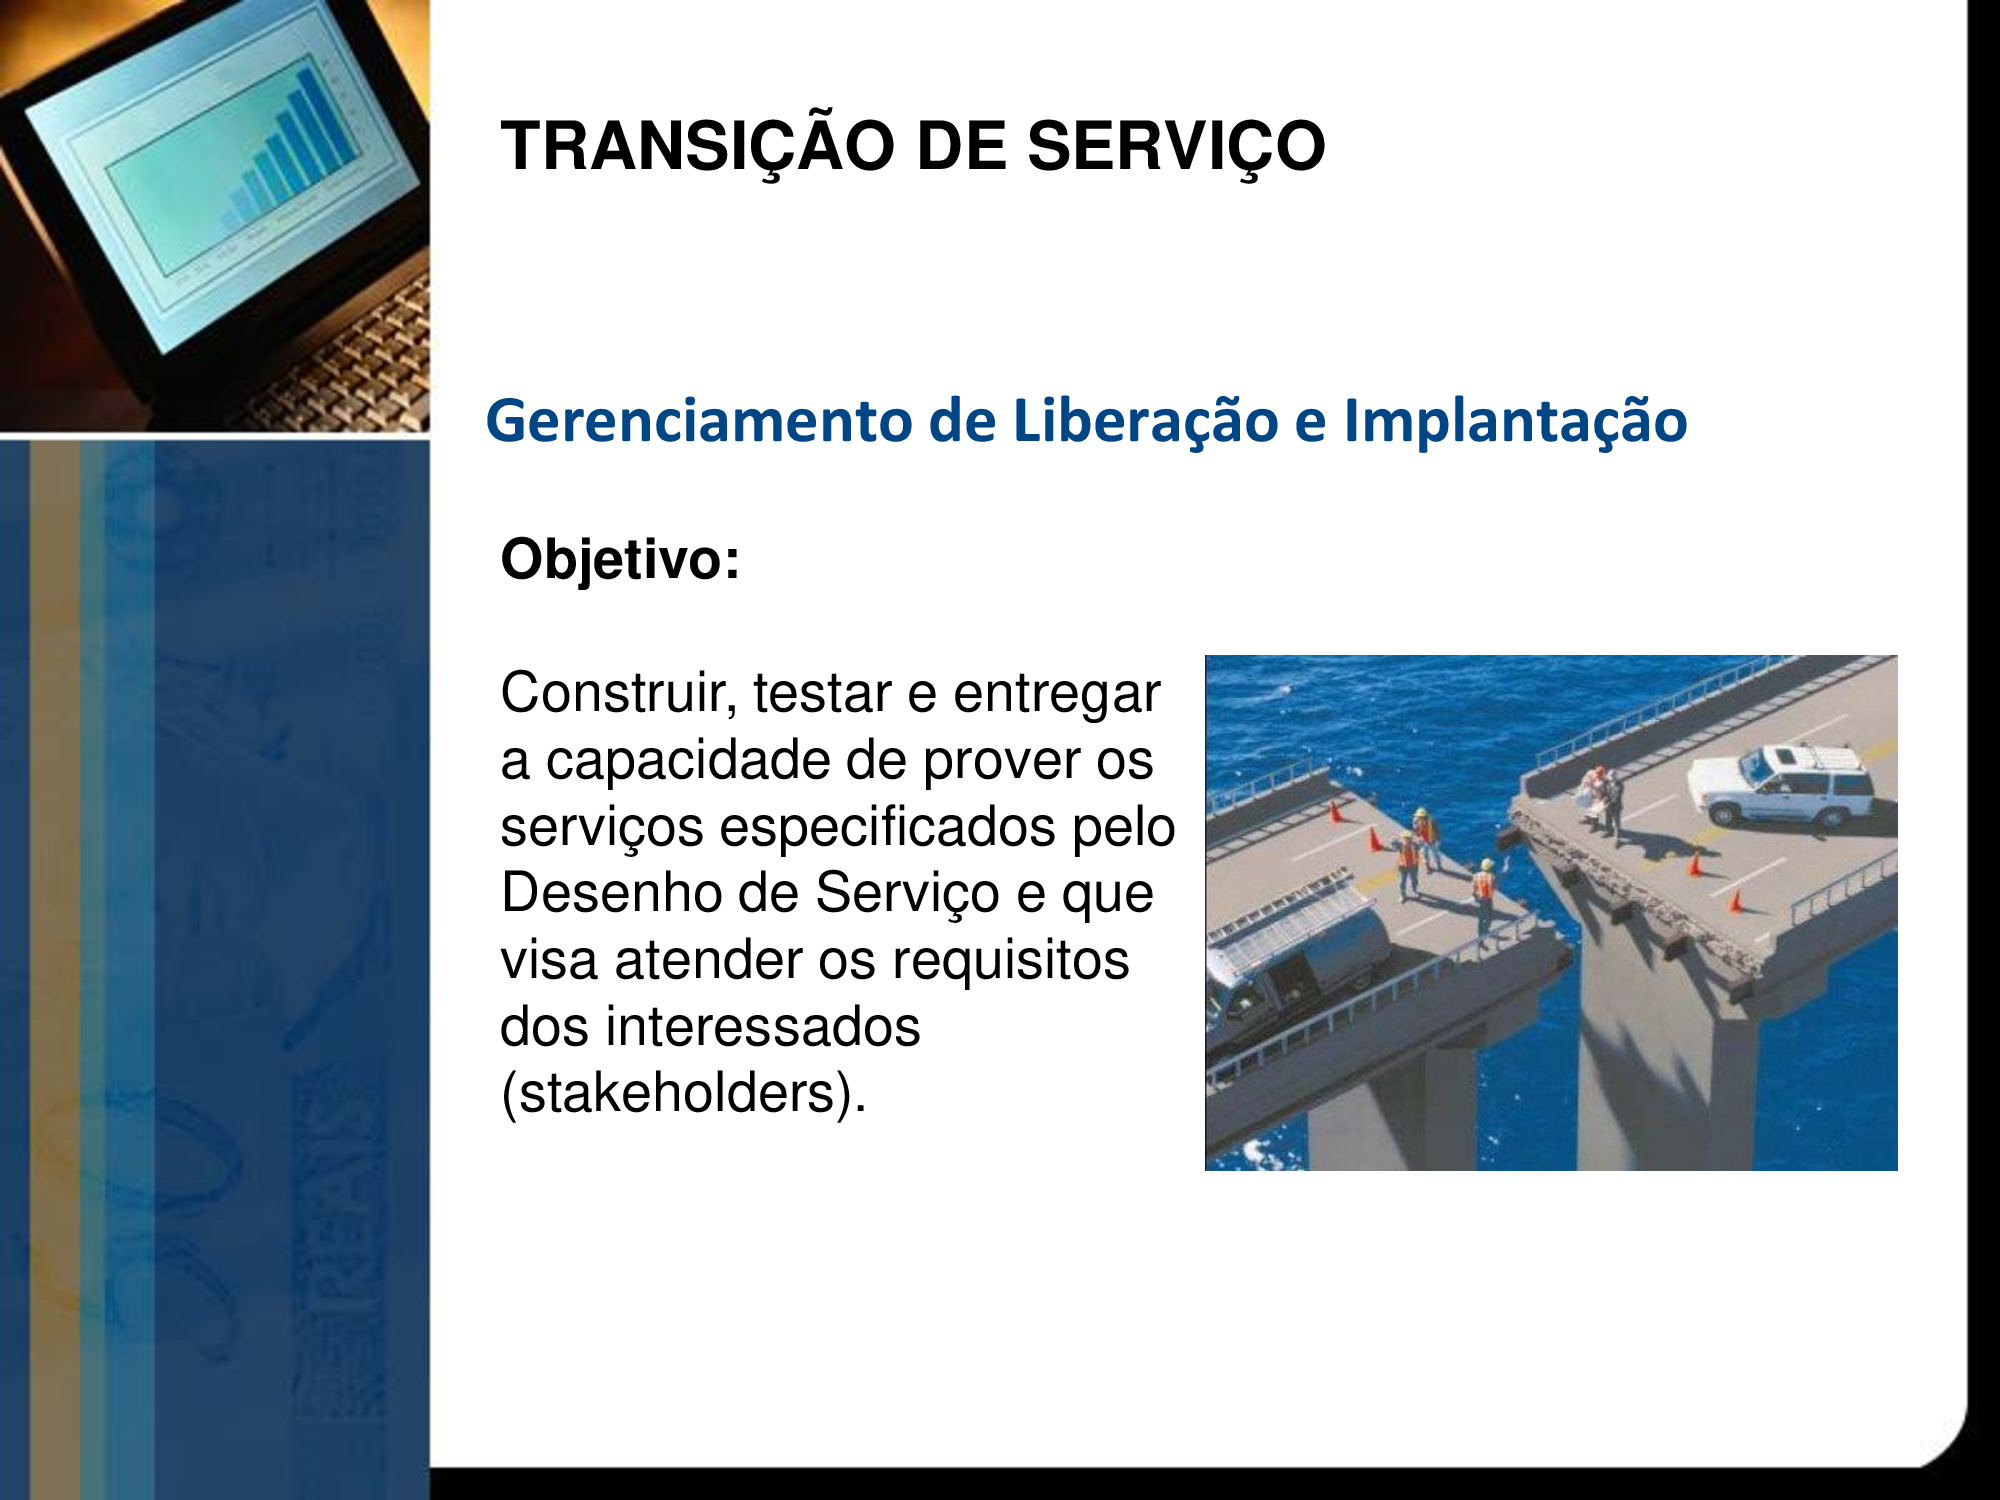 TRANSIÇÃO DE SERVIÇO
Gerenciamento de Liberação e Implantação
Objetivo:
Construir, testar e entregar
a capacidade de prover os
serviços especificados pelo
Desenho de Serviço e que
visa atender os requisitos
dos interessados
(stakeholders).
REAIS